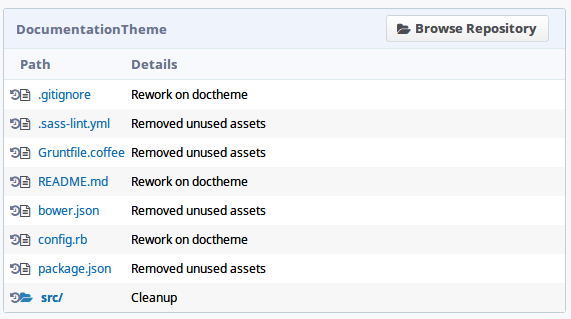 DocumentationTheme Browse Repository
Path Details
.gitignore Rework on doctheme
.sass-lint.yml Removed unused assets
Gruntfile.coffee Removed unused assets
README.md Rework on doctheme
bower.json Removed unused assets
config.rb Rework on doctheme
package.json Removed unused assets
src/ Cleanup